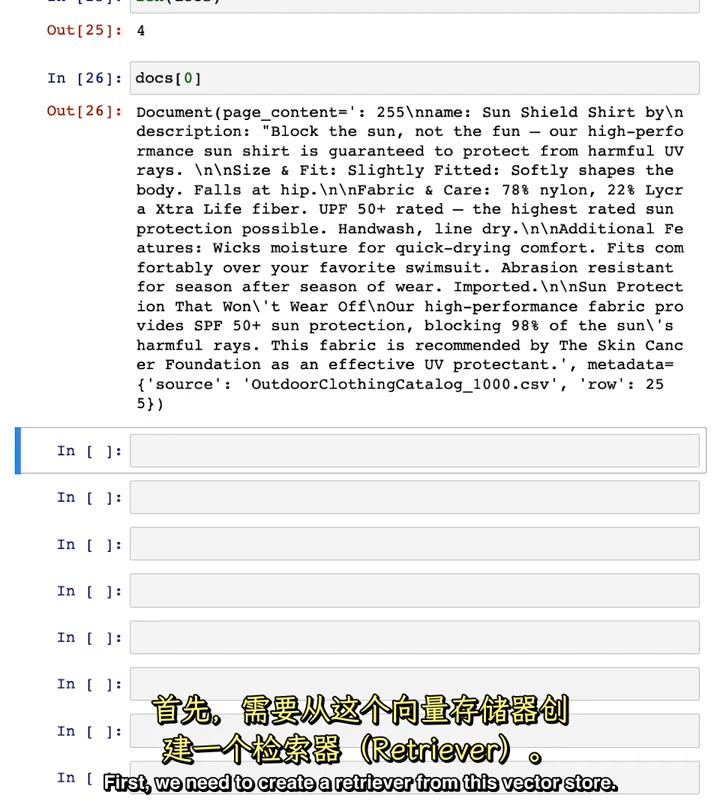 Out[25]: 4
In [26]: docs[0]
Out[26]: Document(page_content=': 255\nname: Sun Shield Shirt by\n
description: "Block the sun, not the fun – our high-perfo
rmance sun shirt is guaranteed to protect from harmful UV
rays. \n\nSize & Fit: Slightly Fitted: Softly shapes the
body. Falls at hip.\n\nFabric & Care: 78% nylon, 22% Lycr
a Xtra Life fiber. UPF 50+ rated – the highest rated sun
protection possible. Handwash, line dry.\n\nAdditional Fe
atures: Wicks moisture for quick-drying comfort. Fits com
fortably over your favorite swimsuit. Abrasion resistant
for season after season of wear. Imported.\n\nSun Protect
ion That Won\'t Wear Off\nOur high-performance fabric pro
vides SPF 50+ sun protection, blocking 98% of the sun\'s
harmful rays. This fabric is recommended by The Skin Canc
er Foundation as an effective UV protectant.', metadata=
{'source': 'OutdoorClothingCatalog_1000.csv', 'row': 25
5})
In [ ]:
In [ ]:
In [ ]:
In [ ]:
In [ ]:
In [ ]:
In [ ]:
In [
首先，需要从这个向量存储器创
建一个检索器（Retriever）。
First, we need to create a retriever from this vector store.